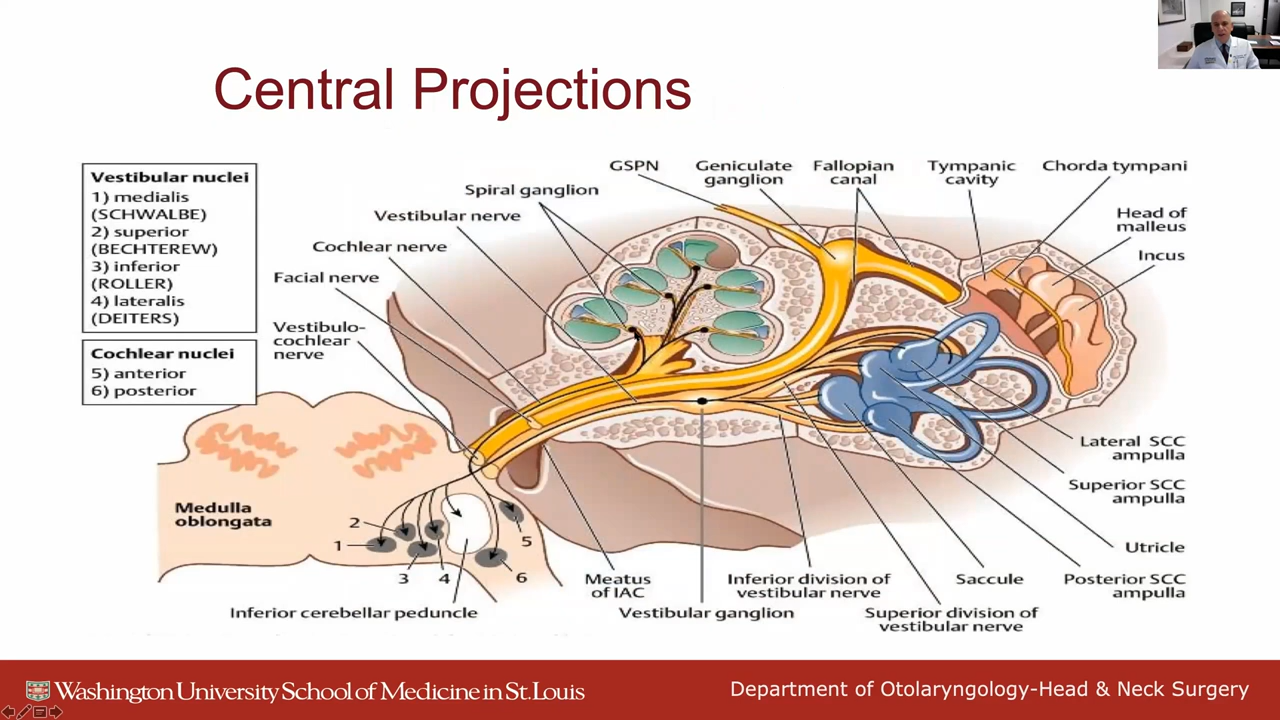 Central Projections
Vestibular nuclei
1) medialis
(SCHWALBE)
2) superior
(BECHTEREW)
3) inferior
(ROLLER)
4) lateralis
(DEITERS)
Cochlear nuclei
5) anterior
6) posterior
GSPN
Geniculate
ganglion
Fallopian
canal
Tympanic
cavity
Chorda tympani
Spiral ganglion
Vestibular nerve
Cochlear nerve
Facial nerve
Vestibulo-
cochlear
nerve
Head of
malleus
Incus
Medulla
oblongata
2
1
3
4
5
6
Lateral SCC
ampulla
Superior SCC
ampulla
Utricle
Posterior SCC
ampulla
Saccule
Superior division of
vestibular nerve
Inferior division of
vestibular nerve
Vestibular ganglion
Meatus
of IAC
Inferior cerebellar peduncle
Washington University School of Medicine in St. Louis
Department of Otolaryngology-Head & Neck Surgery